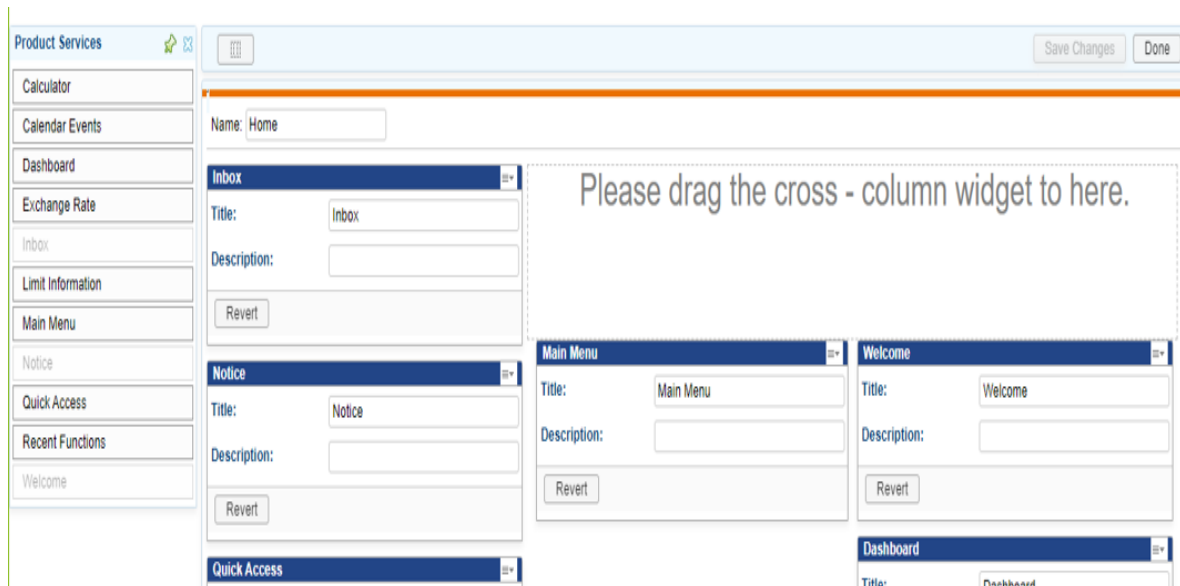 Product Services
Calculator
Calendar Events
Dashboard
Exchange Rate
Inbox
Limit Information
Main Menu
Notice
Quick Access
Recent Functions
Welcome
Save Changes Done
Name: Home
Inbox
Title: Inbox
Description:
Revert
Notice
Title: Notice
Description:
Revert
Quick Access
Please drag the cross - column widget to here.
Main Menu
Title: Main Menu
Description:
Revert
Welcome
Title: Welcome
Description:
Revert
Dashboard
Title: Dashboard